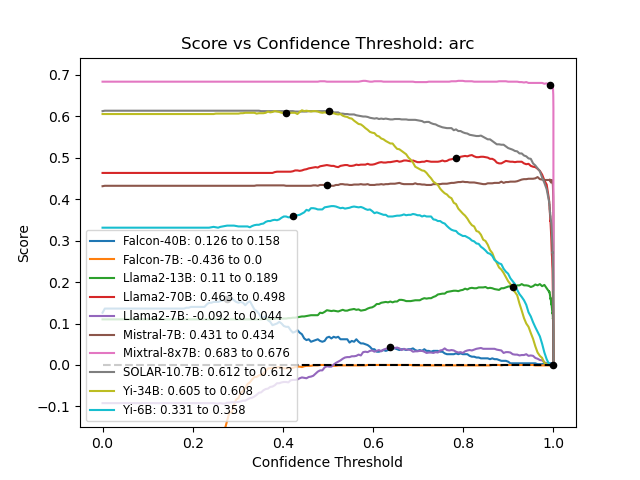 Score vs Confidence Threshold: arc
0.7
0.6
0.5
0.4
0.3
0.2
0.1
0.0
−0.1
Score
Falcon-40B: 0.126 to 0.158
Falcon-7B: -0.436 to 0.0
Llama2-13B: 0.11 to 0.189
Llama2-70B: 0.463 to 0.498
Llama2-7B: -0.092 to 0.044
Mistral-7B: 0.431 to 0.434
Mixtral-8x7B: 0.683 to 0.676
SOLAR-10.7B: 0.612 to 0.612
Yi-34B: 0.605 to 0.608
Yi-6B: 0.331 to 0.358
0.0 0.2 0.4 0.6 0.8 1.0
Confidence Threshold